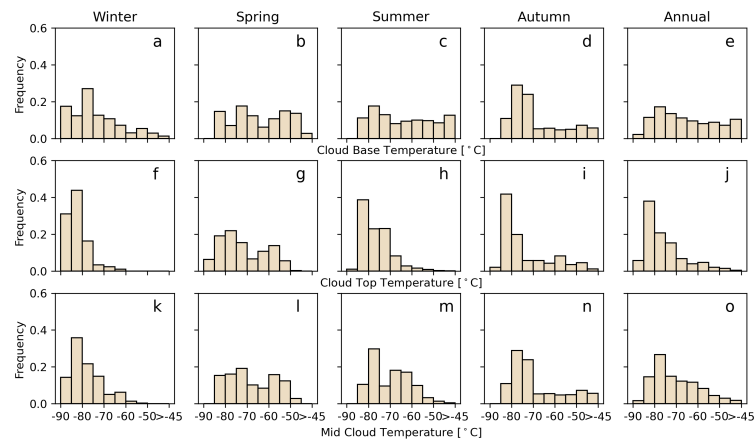 Winter Spring Summer Autumn Annual
0.6
a b c d e
0.4
Frequency
0.2
0.0
Cloud Base Temperature [°C]
0.6
f g h i j
0.4
Frequency
0.2
0.0
Cloud Top Temperature [°C]
0.6
k l m n o
0.4
Frequency
0.2
0.0
-90 -80 -70 -60 -50>-45 -90 -80 -70 -60 -50>-45 -90 -80 -70 -60 -50>-45 -90 -80 -70 -60 -50>-45 -90 -80 -70 -60 -50>-45
Mid Cloud Temperature [°C]